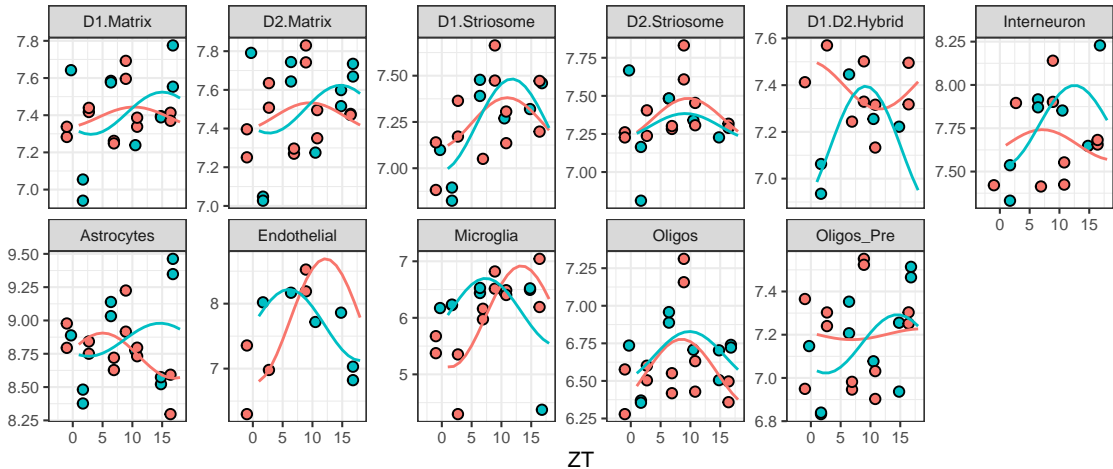 D1.Matrix D2.Matrix D1.Striosome D2.Striosome D1.D2.Hybrid Interneuron
7.8 7.6 7.4 7.2 7.0
7.8 7.6 7.4 7.2 7.0
7.50 7.25 7.00
7.75 7.50 7.25 7.00
7.6 7.4 7.2 7.0
8.25 8.00 7.75 7.50
0 5 10 15
Astrocytes Endothelial Microglia Oligos Oligos_Pre
9.50 9.25 9.00 8.75 8.50 8.25
8 7
7 6 5
7.25 7.00 6.75 6.50 6.25
7.4 7.2 7.0 6.8
0 5 10 15 0 5 10 15 0 5 10 15 0 5 10 15 0 5 10 15
ZT